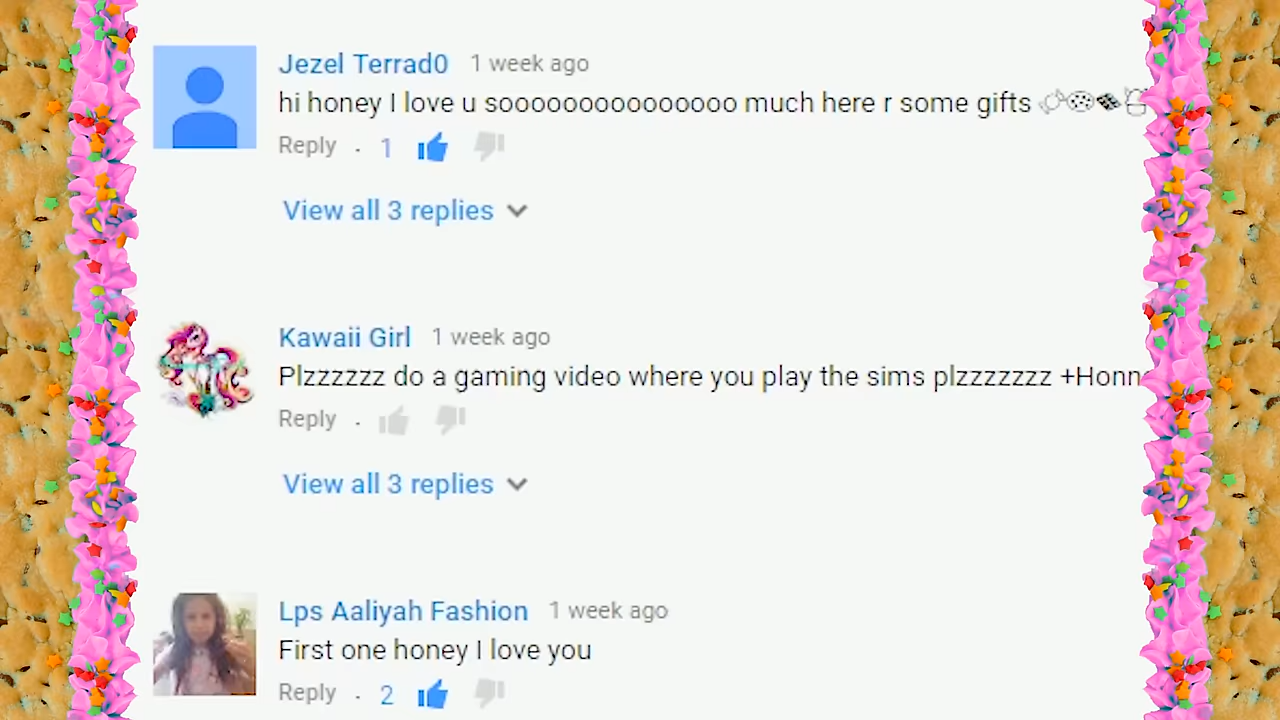 Jezel Terrad0 1 week ago
hi honey I love u sooooooooooooooo much here r some gifts
Reply . 1
View all 3 replies
Kawaii Girl 1 week ago
Plzzzzzz do a gaming video where you play the sims plzzzzzzz +Honn
Reply .
View all 3 replies
Lps Aaliyah Fashion 1 week ago
First one honey I love you
Reply . 2